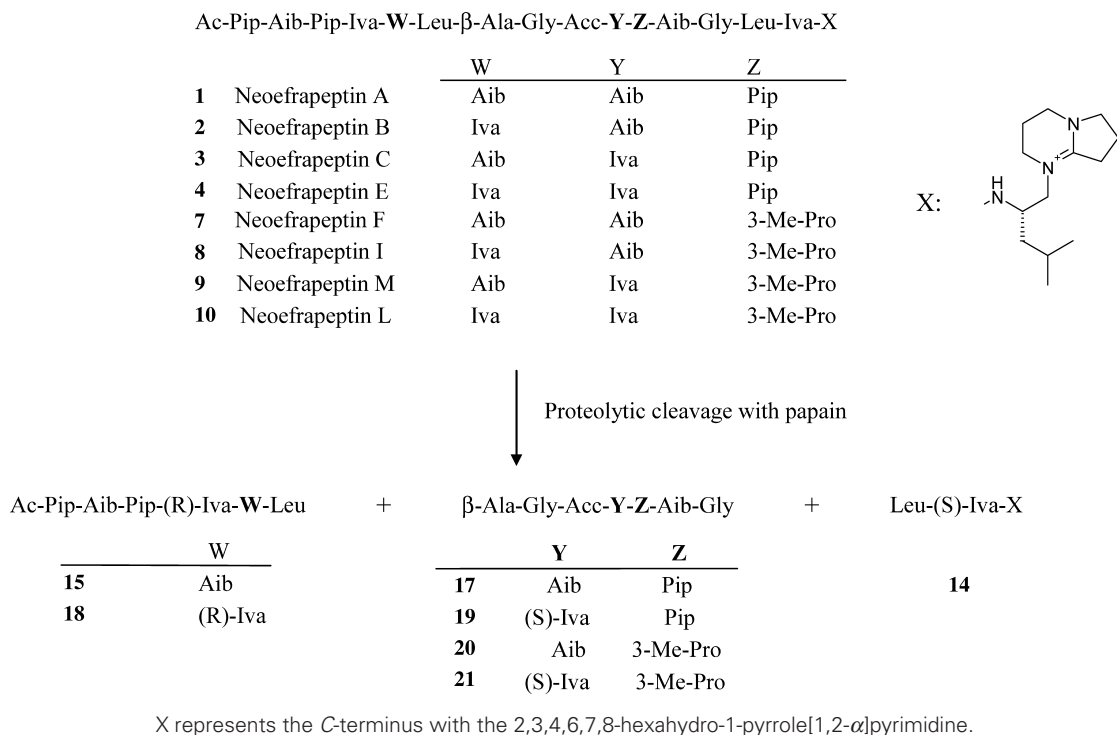 Ac-Pip-Aib-Pip-Iva-W-Leu-β-Ala-Gly-Acc-Y-Z-Aib-Gly-Leu-Iva-X
W Y Z
1 Neoefrapeptin A Aib Aib Pip
2 Neoefrapeptin B Iva Aib Pip
3 Neoefrapeptin C Aib Iva Pip
4 Neoefrapeptin E Iva Iva Pip
7 Neoefrapeptin F Aib Aib 3-Me-Pro
8 Neoefrapeptin I Iva Aib 3-Me-Pro
9 Neoefrapeptin M Aib Iva 3-Me-Pro
10 Neoefrapeptin L Iva Iva 3-Me-Pro
X:
N
N+
H
N
Proteolytic cleavage with papain
Ac-Pip-Aib-Pip-(R)-Iva-W-Leu + β-Ala-Gly-Acc-Y-Z-Aib-Gly + Leu-(S)-Iva-X
W
15 Aib
18 (R)-Iva
Y Z
17 Aib Pip
19 (S)-Iva Pip
20 Aib 3-Me-Pro
21 (S)-Iva 3-Me-Pro
14
X represents the C-terminus with the 2,3,4,6,7,8-hexahydro-1-pyrrole[1,2-α]pyrimidine.